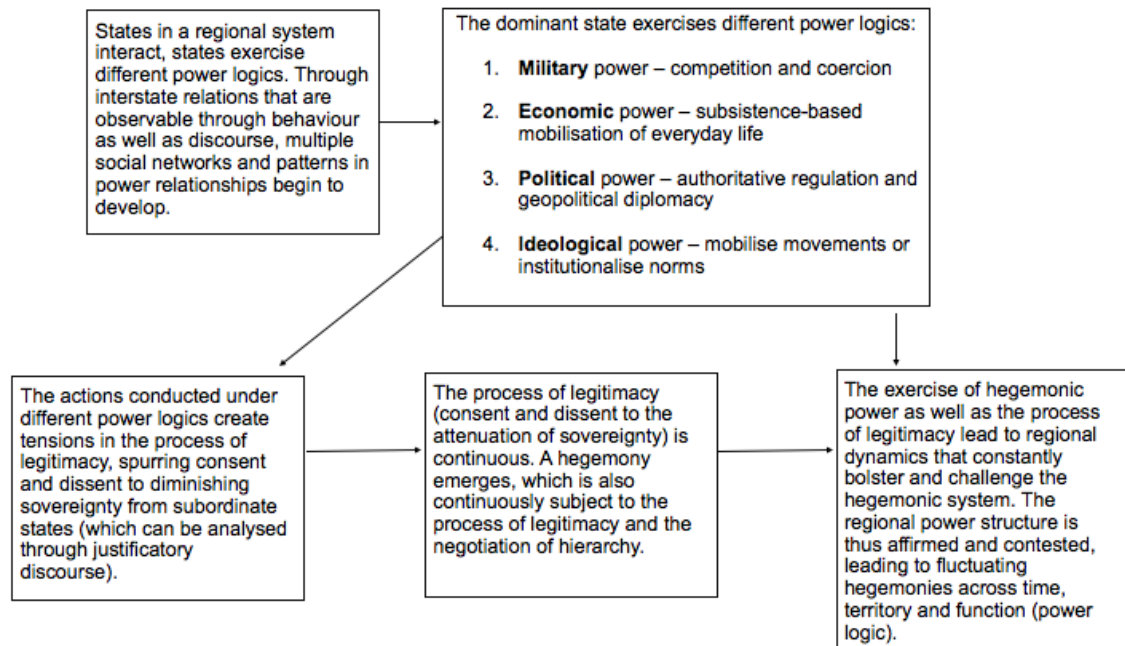 States in a regional system
interact, states exercise
different power logics. Through
interstate relations that are
observable through behaviour
as well as discourse, multiple
social networks and patterns in
power relationships begin to
develop.
The dominant state exercises different power logics:
1. Military power – competition and coercion
2. Economic power – subsistence-based
mobilisation of everyday life
3. Political power – authoritative regulation and
geopolitical diplomacy
4. Ideological power – mobilise movements or
institutionalise norms
The actions conducted under
different power logics create
tensions in the process of
legitimacy, spurring consent
and dissent to diminishing
sovereignty from subordinate
states (which can be analysed
through justificatory
discourse).
The process of legitimacy
(consent and dissent to the
attenuation of sovereignty) is
continuous. A hegemony
emerges, which is also
continuously subject to the
process of legitimacy and the
negotiation of hierarchy.
The exercise of hegemonic
power as well as the process
of legitimacy lead to regional
dynamics that constantly
bolster and challenge the
hegemonic system. The
regional power structure is
thus affirmed and contested,
leading to fluctuating
hegemonies across time,
territory and function (power
logic).